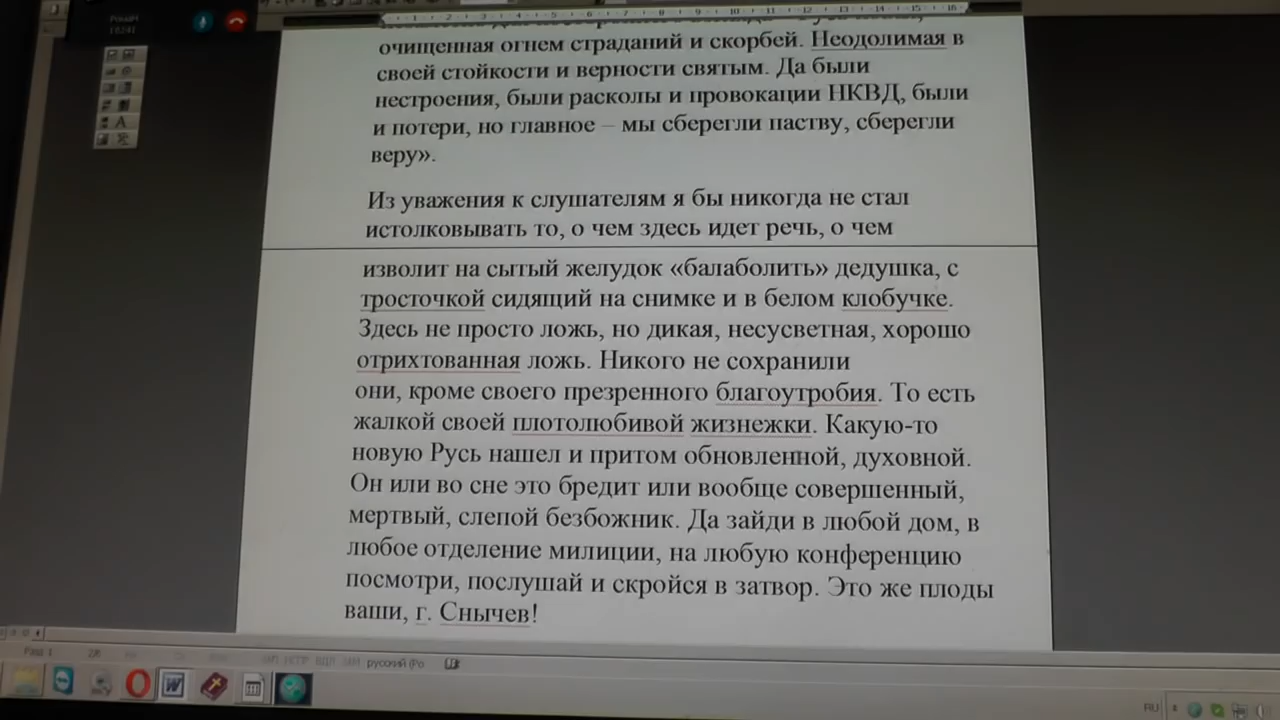 очищенная огнем страданий и скорбей. Неодолимая в
своей стойкости и верности святым. Да были
нестроения, были расколы и провокации НКВД, были
и потери, но главное – мы сберегли паству, сберегли
веру».
Из уважения к слушателям я бы никогда не стал
истолковывать то, о чем здесь идет речь, о чем
изволит на сытый желудок «балаболить» дедушка, с
тросточкой сидящий на снимке и в белом клобучке.
Здесь не просто ложь, но дикая, несусветная, хорошо
отрихтованная ложь. Никого не сохранили
они, кроме своего презренного благоутробия. То есть
жалкой своей плотолюбивой жизнежки. Какую-то
новую Русь нашел и притом обновленной, духовной.
Он или во сне это бредит или вообще совершенный,
мертвый, слепой безбожник. Да зайди в любой дом, в
любое отделение милиции, на любую конференцию
посмотри, послушай и скройся в затвор. Это же плоды
ваши, г. Снычев!
русский (Ро
RU